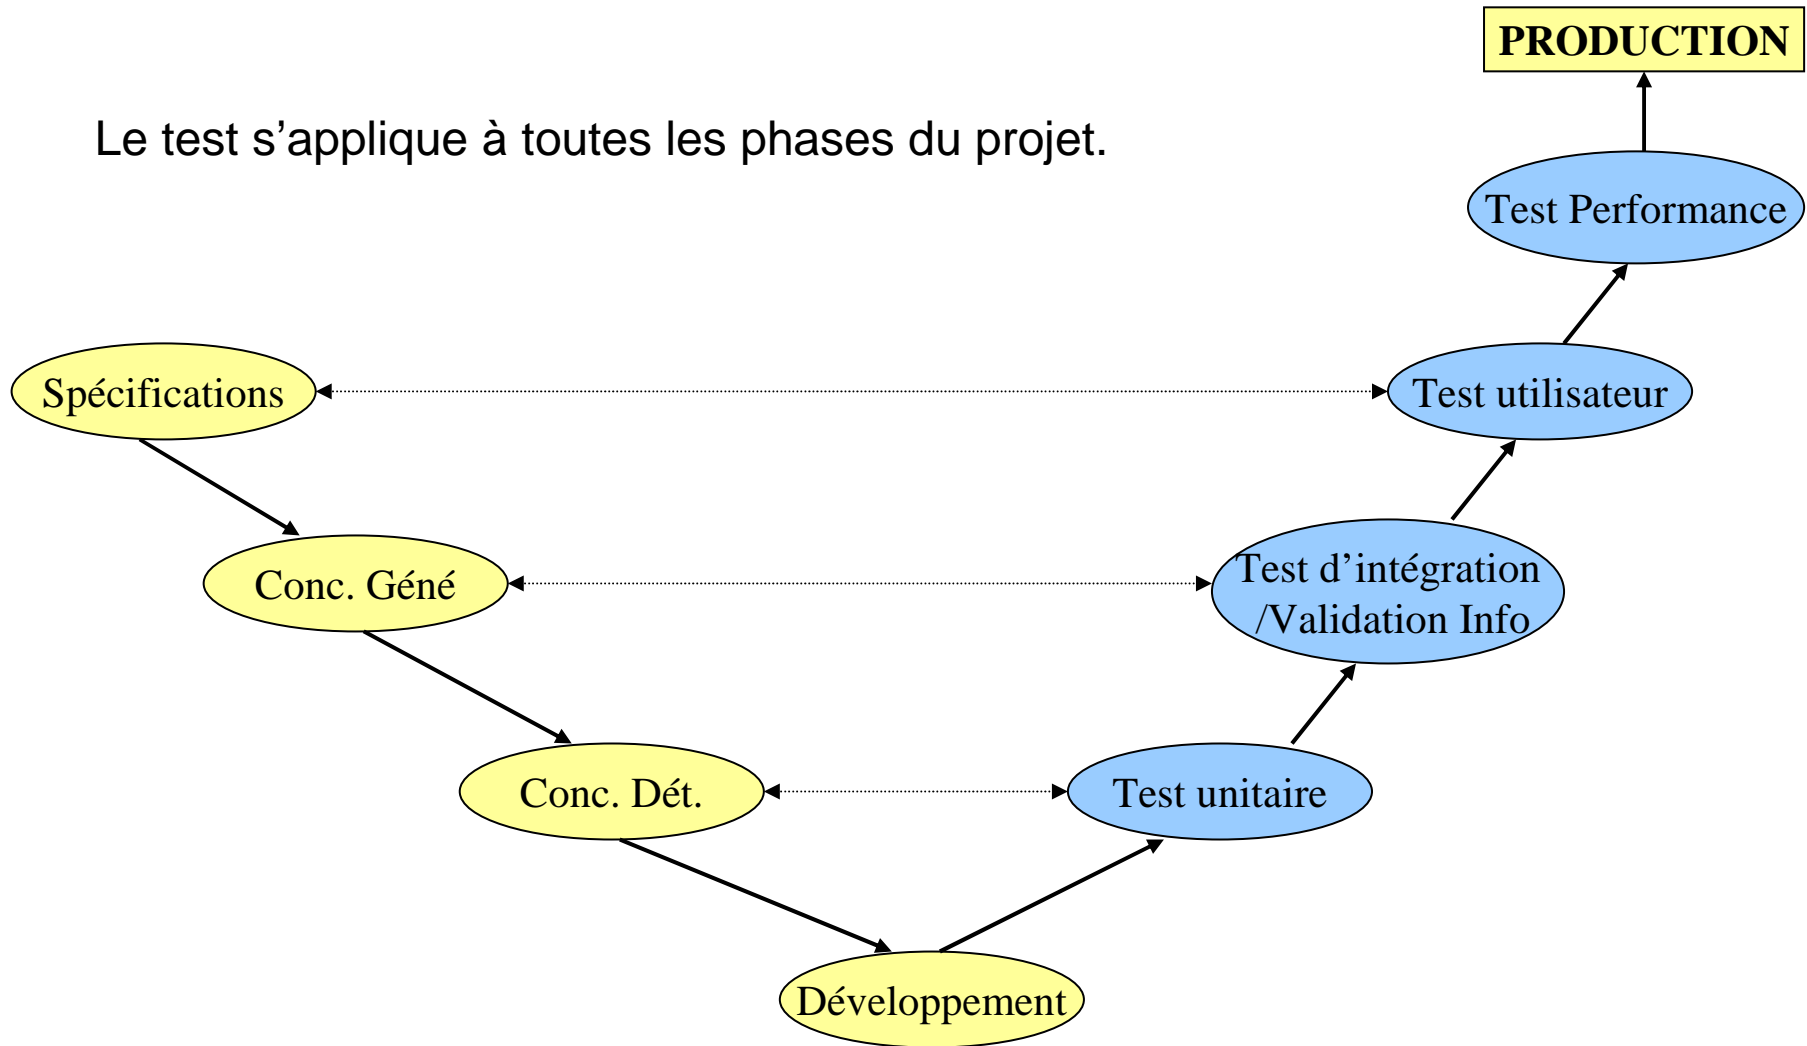 PRODUCTION
Le test s’applique à toutes les phases du projet.
Test Performance
Spécifications
Test utilisateur
Conc. Géné
Test d’intégration
/Validation Info
Conc. Dét.
Test unitaire
Développement